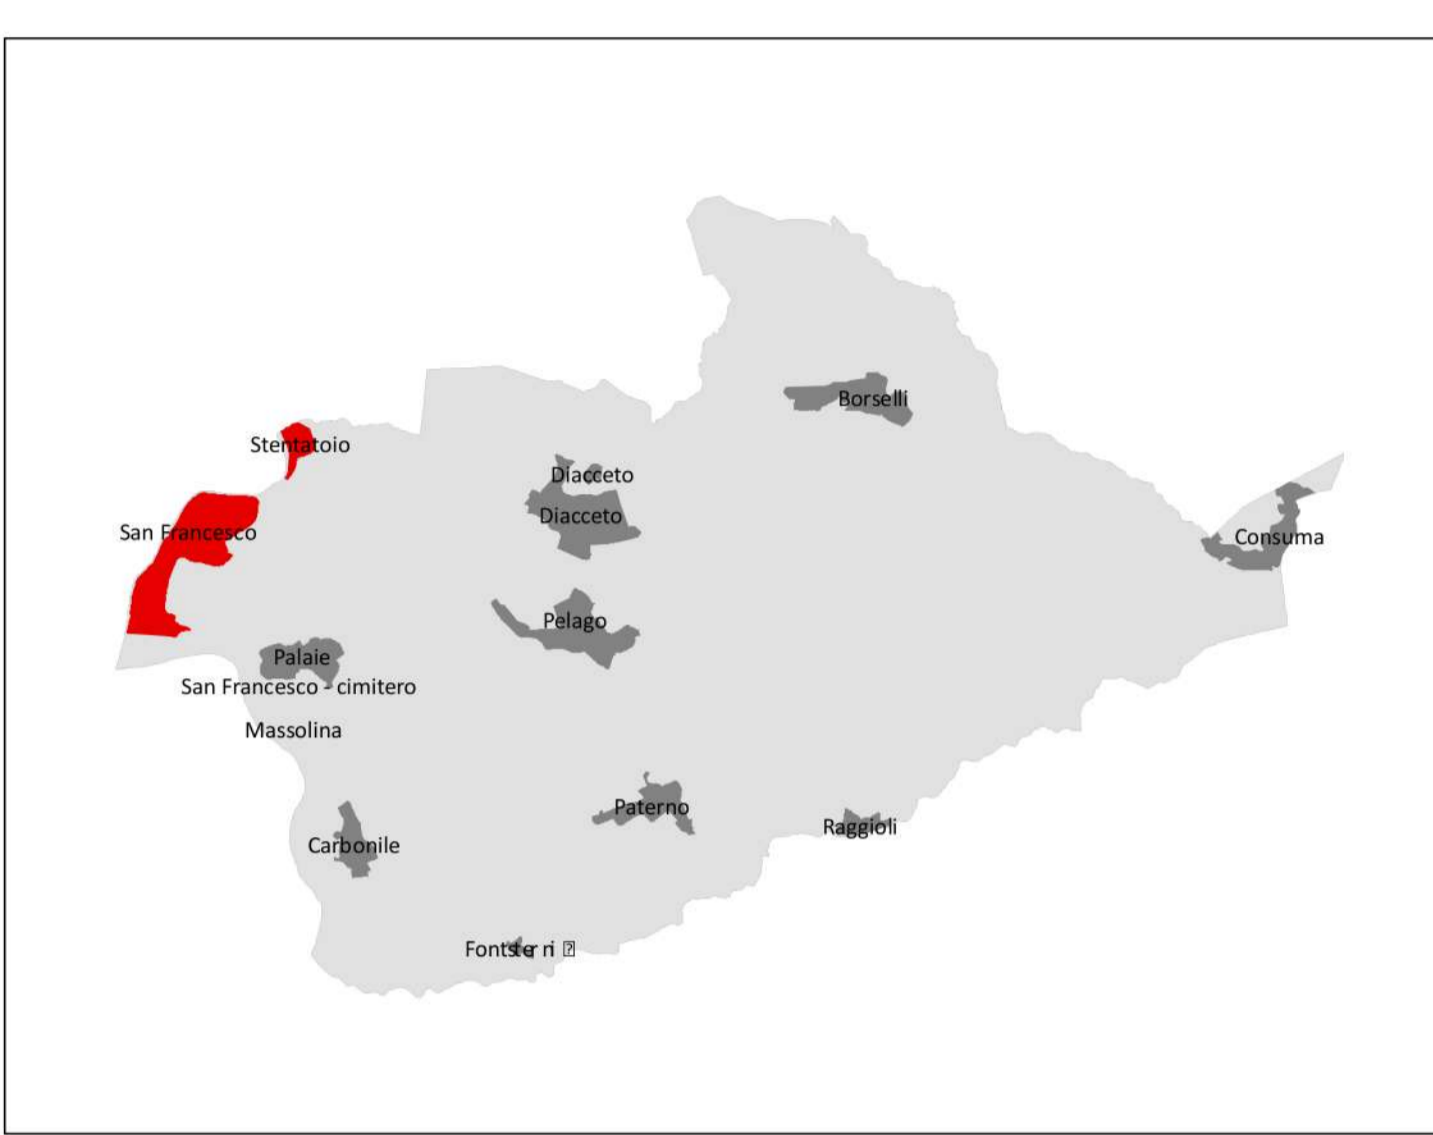 Borselli
Stentatoio
Diacceto
Diacceto
San Francesco
Consuma
Pelago
Palaie
San Francesco - cimitero
Massolina
Paterno
Raggioli
Carbonile